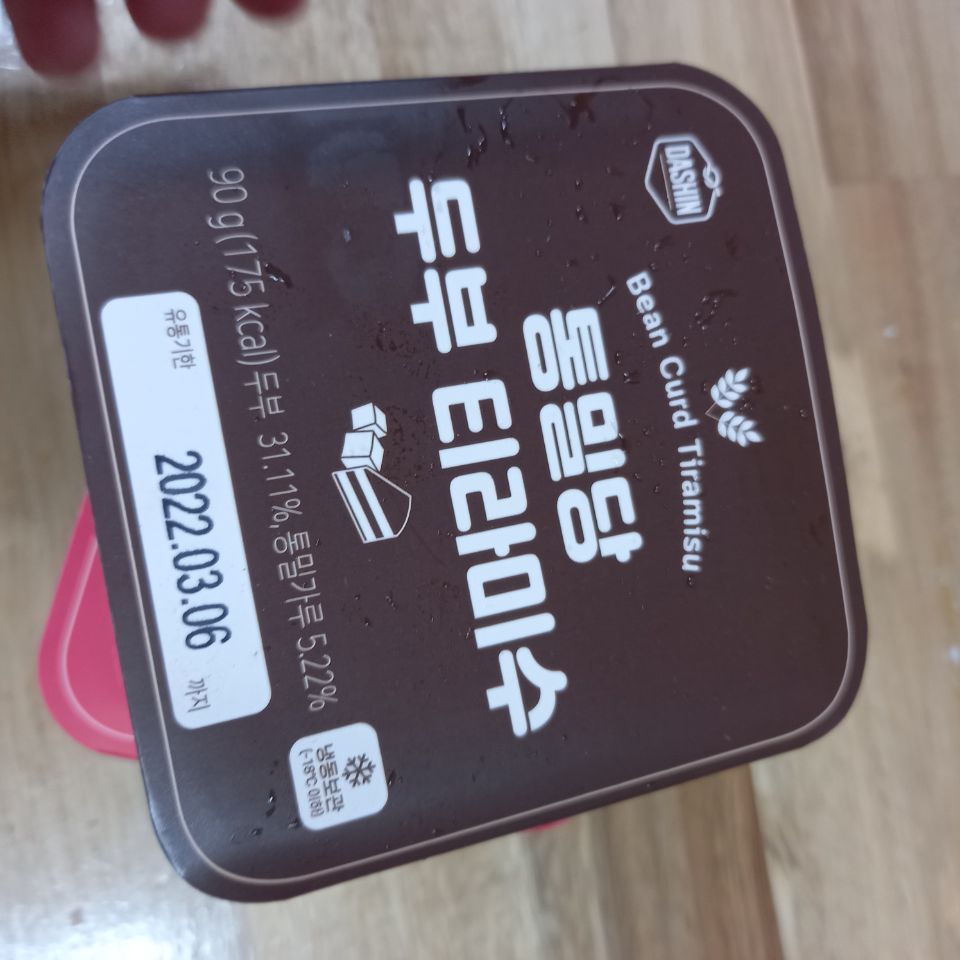 DASHIN
Bean Curd Tiramisu
통밀당
두부 티라미수
90 g (175 kcal) 두부 31.11%, 통밀가루 5.22%
유통기한 2022.03.06 까지
냉동보관
(-18℃ 이하)